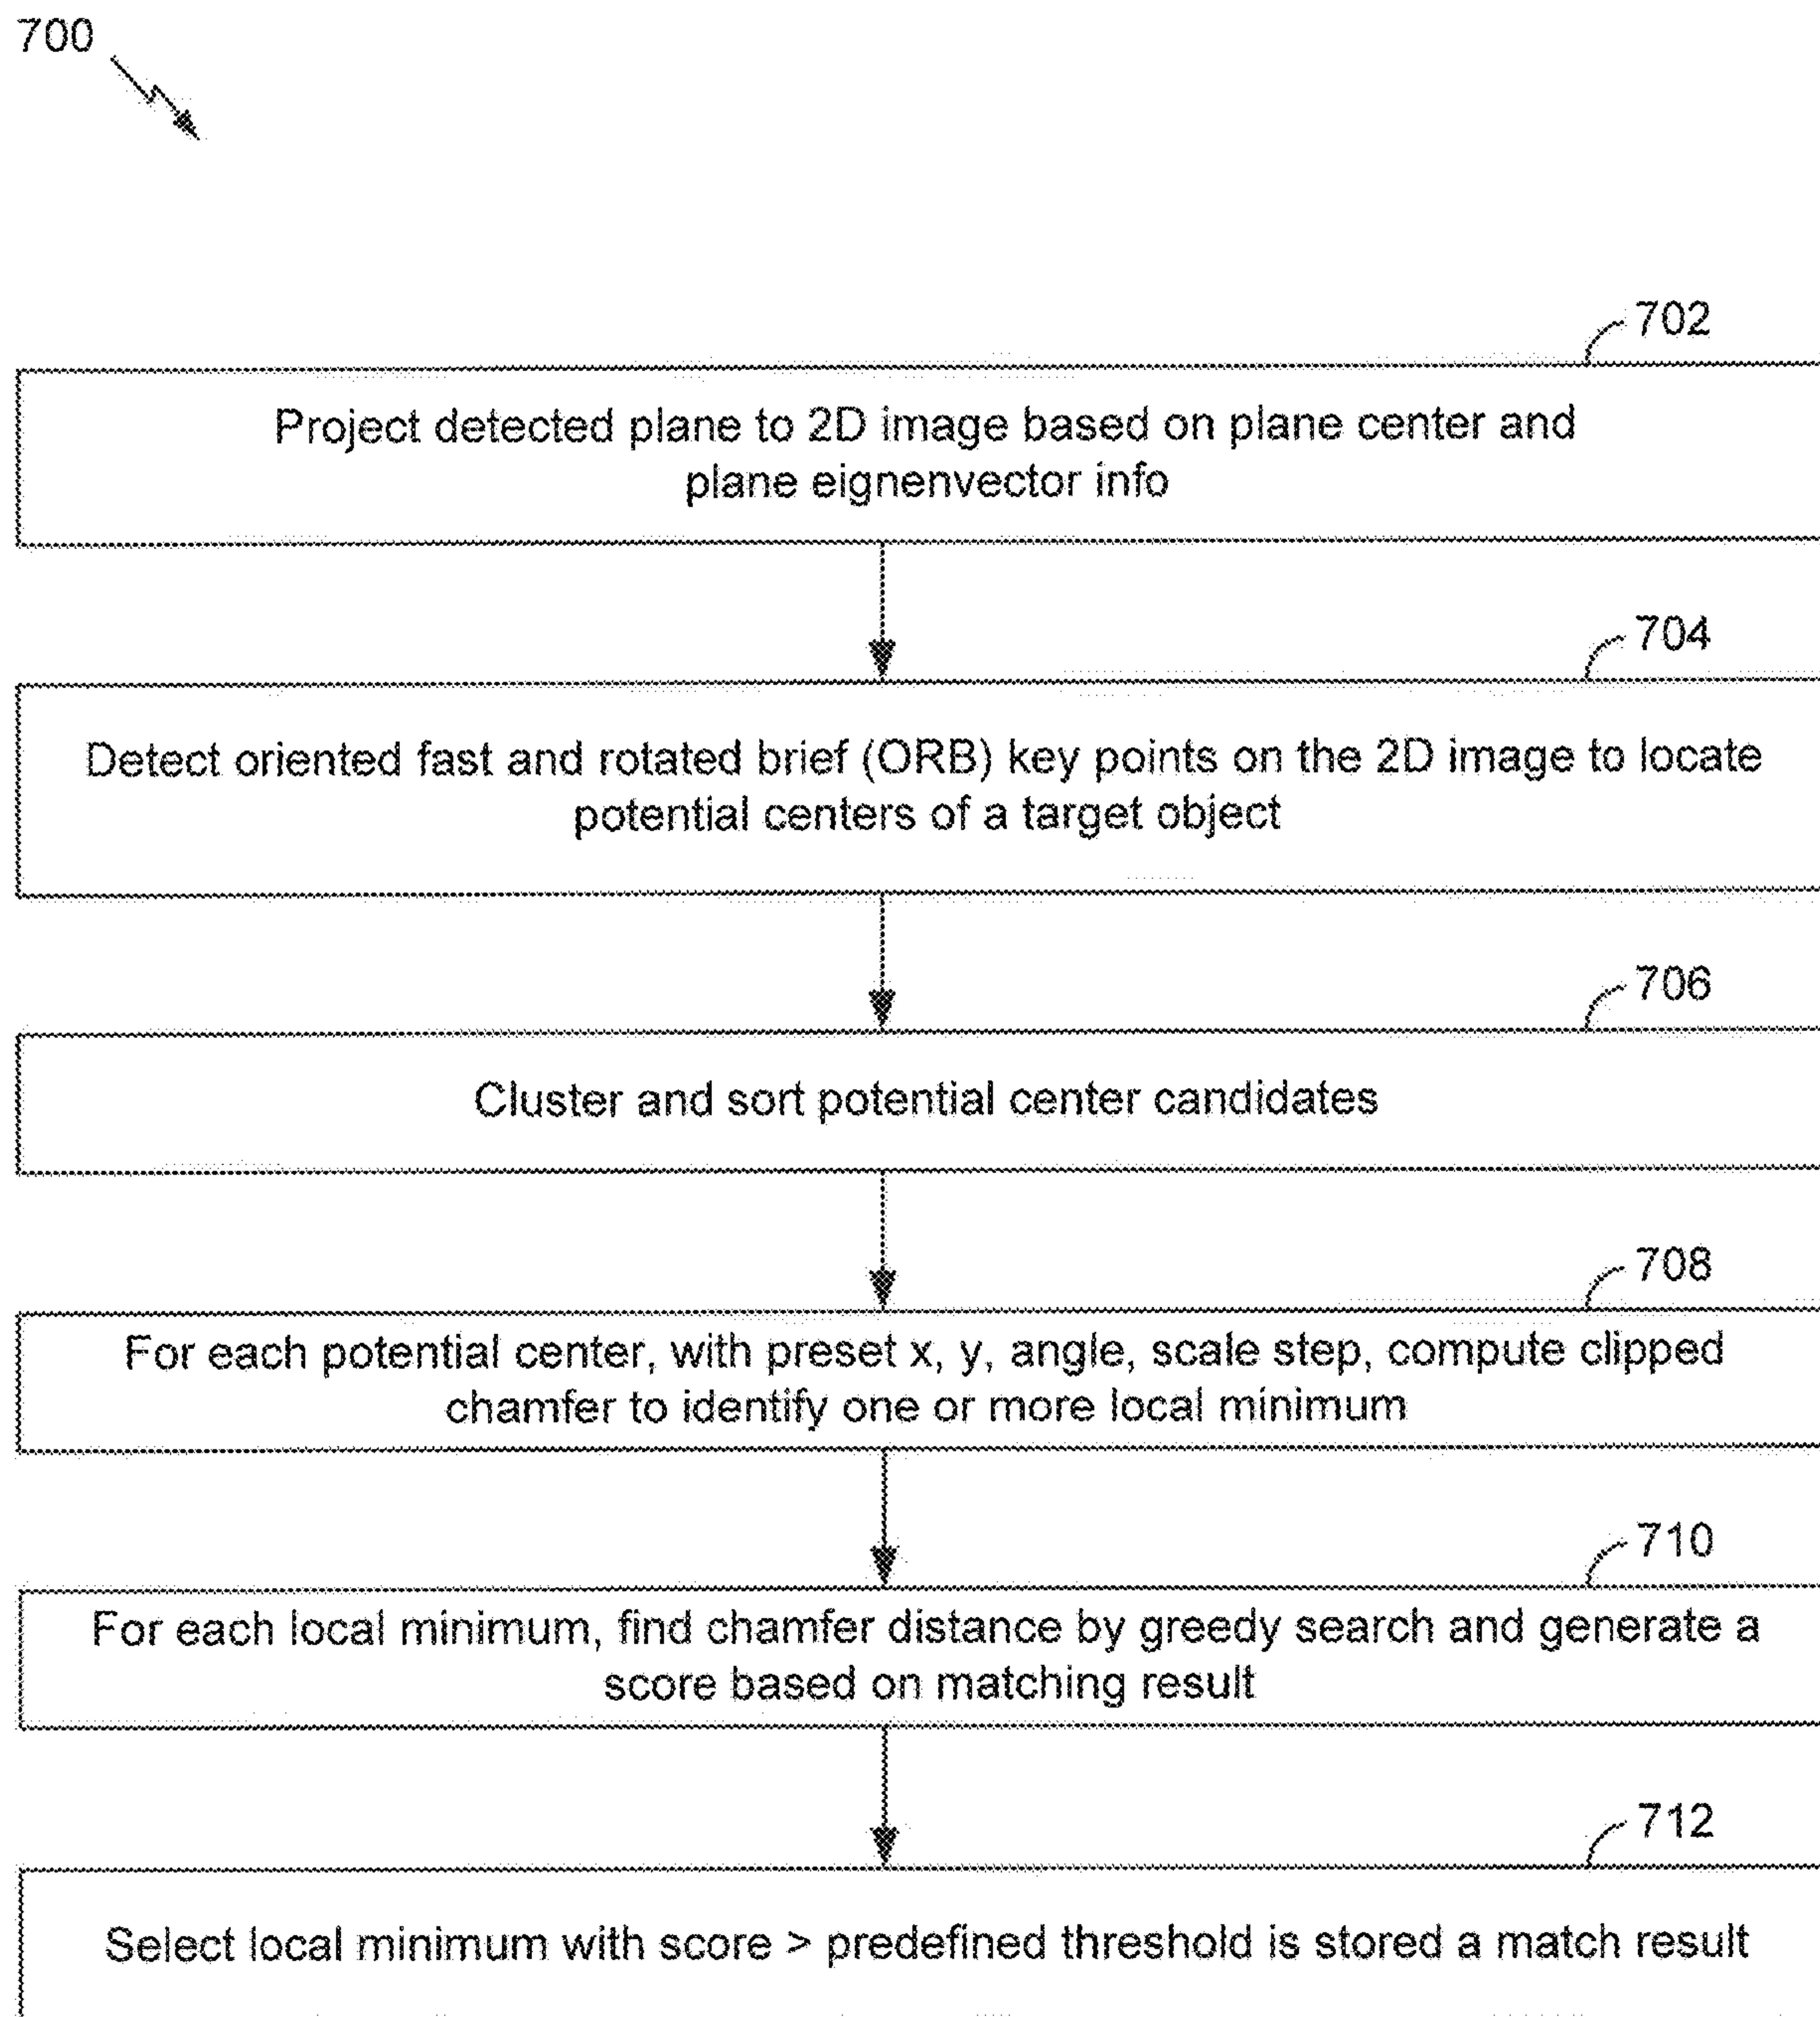 700
702
Project detected plane to 2D image based on plane center and
plane eignenvector info
704
Detect oriented fast and rotated brief (ORB) key points on the 2D image to locate
potential centers of a target object
706
Cluster and sort potential center candidates
708
For each potential center, with preset x, y, angle, scale step, compute clipped
chamfer to identify one or more local minimum
710
For each local minimum, find chamfer distance by greedy search and generate a
score based on matching result
712
Select local minimum with score > predefined threshold is stored a match result